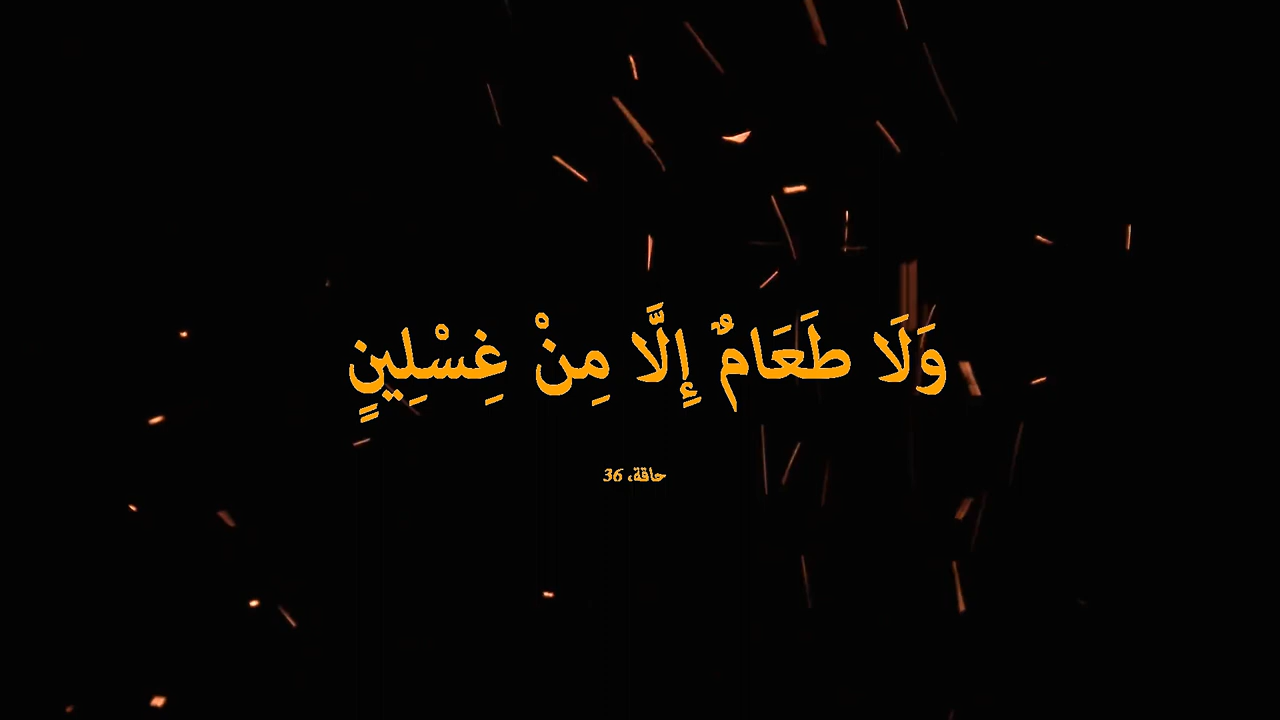 وَلَا طَعَامٌ إِلَّا مِنْ غِسْلِينٍ
حاقة، 36